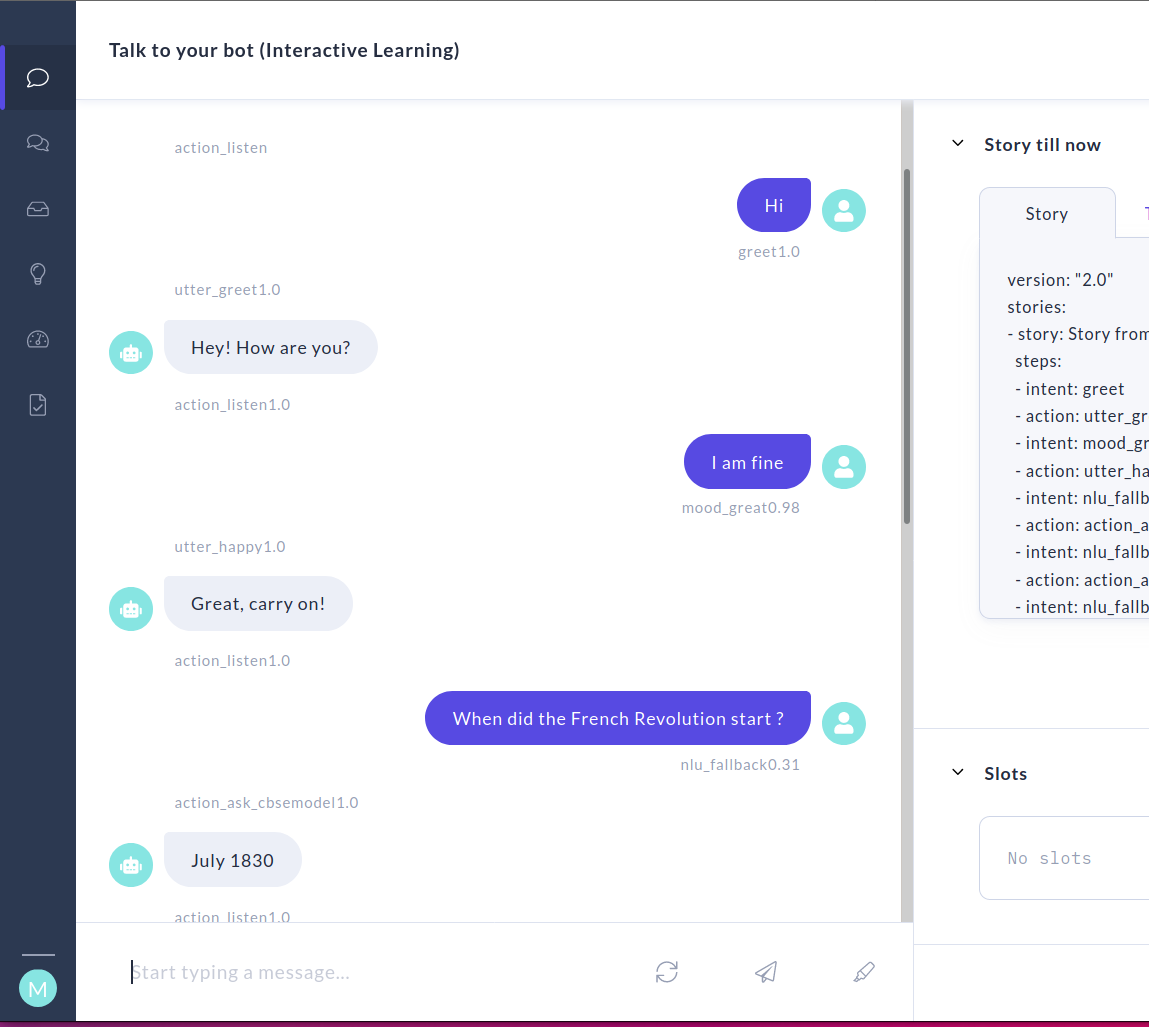 Talk to your bot (Interactive Learning)
action_listen
Hi
greet1.0
utter_greet1.0
Hey! How are you?
action_listen1.0
I am fine
mood_great0.98
utter_happy1.0
Great, carry on!
action_listen1.0
When did the French Revolution start ?
nlu_fallback0.31
action_ask_cbsemodel1.0
July 1830
action_listen1.0
Start typing a message...
M
Story till now
Story
version: "2.0"
stories:
- story: Story from
steps:
- intent: greet
- action: utter_gr
- intent: mood_gr
- action: utter_ha
- intent: nlu_fallb
- action: action_a
- intent: nlu_fallb
- action: action_a
- intent: nlu_fallb
Slots
No slots